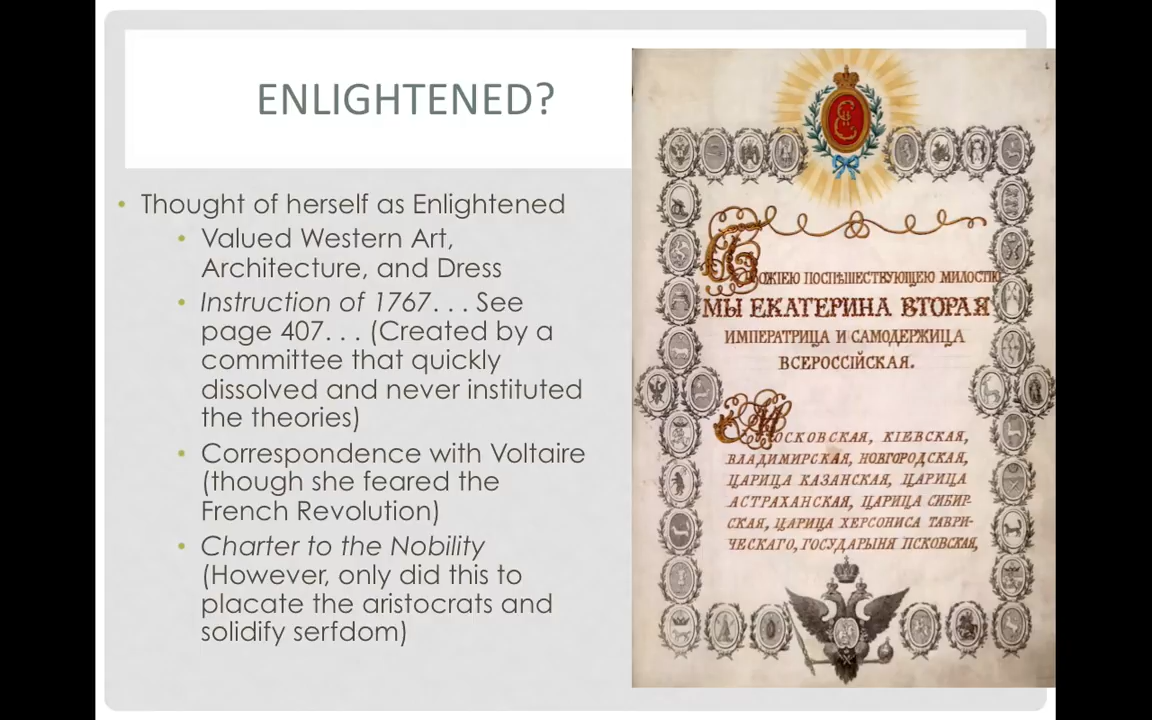 ENLIGHTENED?
• Thought of herself as Enlightened
• Valued Western Art,
Architecture, and Dress
• Instruction of 1767. . . See
page 407. . . (Created by a
committee that quickly
dissolved and never instituted
the theories)
• Correspondence with Voltaire
(though she feared the
French Revolution)
• Charter to the Nobility
(However, only did this to
placate the aristocrats and
solidify serfdom)
БОЖІЕЮ ПОСПѢШЕСТВУЮЩЕЮ МИЛОСТІЮ
МЫ ЕКАТЕРИНА ВТОРАЯ
ИМПЕРАТРИЦА И САМОДЕРЖИЦА
ВСЕРОССІЙСКАЯ.
МОСКОВСКАЯ, КІЕВСКАЯ,
ВЛАДИМИРСКАЯ, НОВГОРОДСКАЯ,
ЦАРИЦА КАЗАНСКАЯ, ЦАРИЦА
АСТРАХАНСКАЯ, ЦАРИЦА СИБИР-
СКАЯ, ЦАРИЦА ХЕРСОНИСА ТАВРИ-
ЧЕСКАГО, ГОСУДАРЫНЯ ПСКОВСКАЯ,